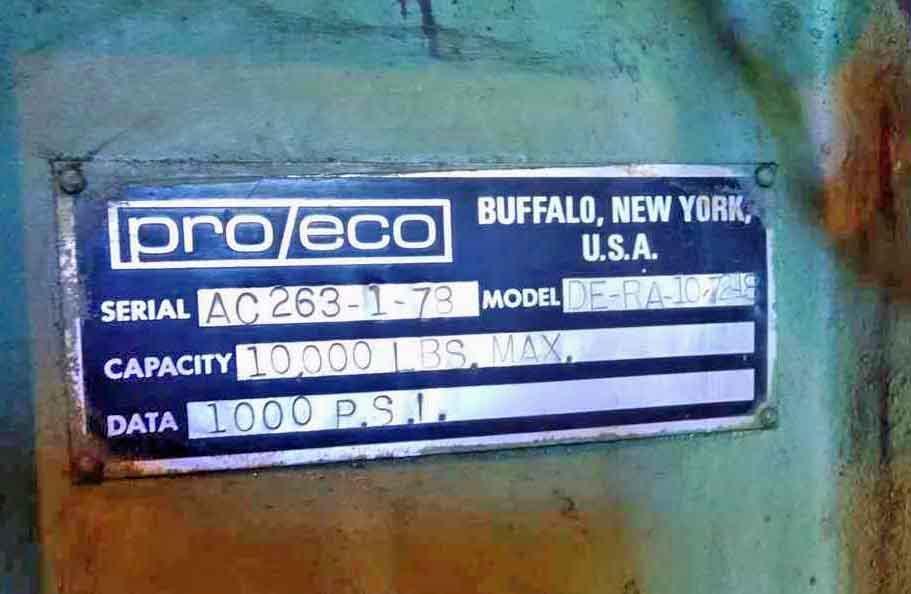 pro/eco
BUFFALO, NEW YORK,
U.S.A.
SERIAL AC 263-1-78 MODEL DE-RA-10-7248
CAPACITY 10,000 LBS. MAX.
DATA 1000 P.S.I.